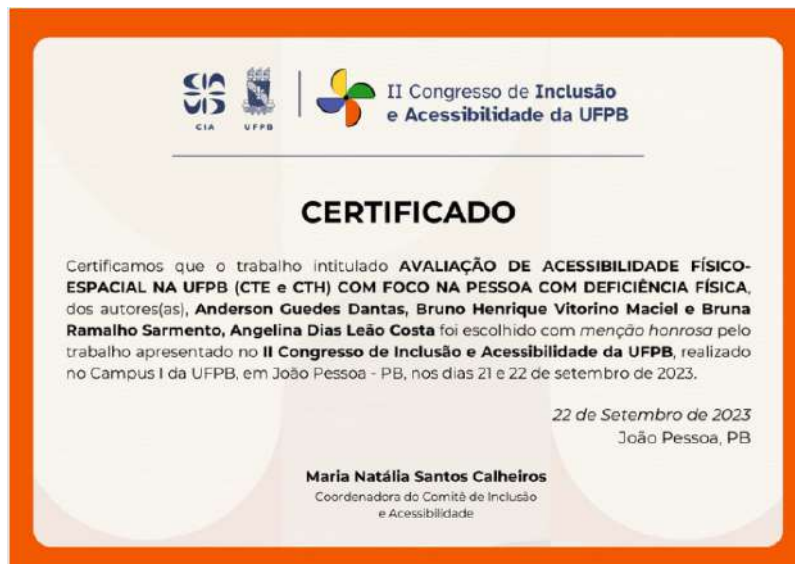 CIA
UFPB
II Congresso de Inclusão
e Acessibilidade da UFPB
CERTIFICADO
Certificamos que o trabalho intitulado AVALIAÇÃO DE ACESSIBILIDADE FÍSICO-
ESPACIAL NA UFPB (CTE e CTH) COM FOCO NA PESSOA COM DEFICIÊNCIA FÍSICA,
dos autores(as), Anderson Guedes Dantas, Bruno Henrique Vitorino Maciel e Bruna
Ramalho Sarmento, Angelina Dias Leão Costa foi escolhido com menção honrosa pelo
trabalho apresentado no II Congresso de Inclusão e Acessibilidade da UFPB, realizado
no Campus I da UFPB, em João Pessoa - PB, nos dias 21 e 22 de setembro de 2023.
22 de Setembro de 2023
João Pessoa, PB
Maria Natália Santos Calheiros
Coordenadora do Comitê de Inclusão
e Acessibilidade